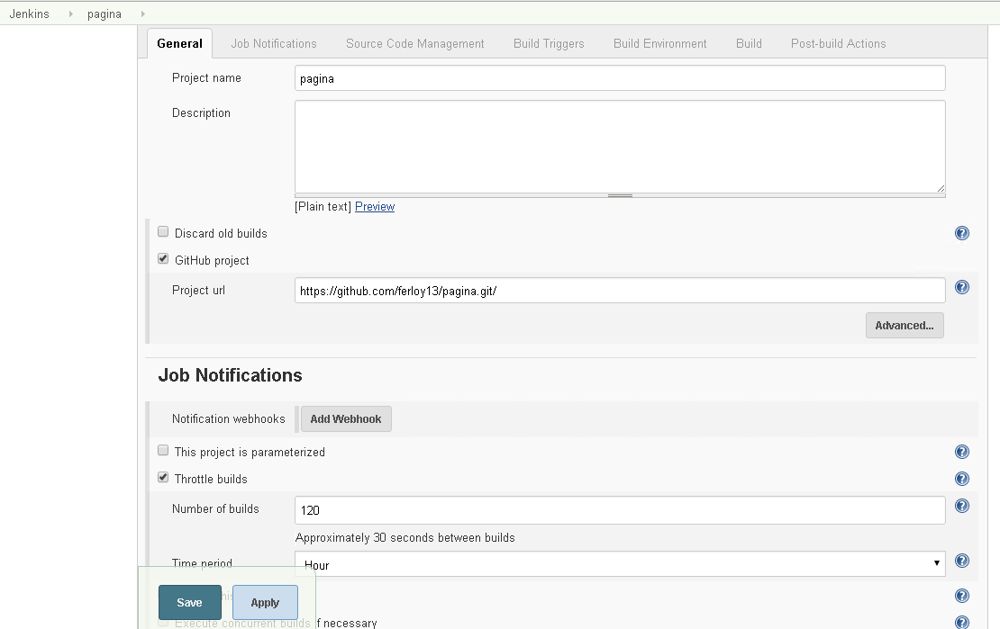 Jenkins pagina
General Job Notifications Source Code Management Build Triggers Build Environment Build Post-build Actions
Project name pagina
Description
[Plain text] Preview
Discard old builds
GitHub project
Project url https://github.com/ferloy13/pagina.git/
Advanced...
Job Notifications
Notification webhooks Add Webhook
This project is parameterized
Throttle builds
Number of builds 120
Approximately 30 seconds between builds
Time period Hour
Save Apply
Execute concurrent builds if necessary